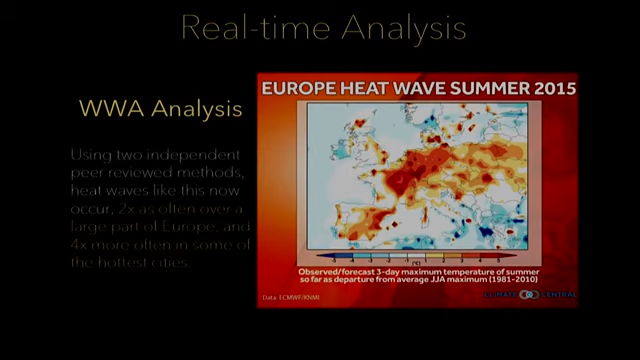 Real-time Analysis
WWA Analysis
Using two independent
peer reviewed methods,
heat waves like this now
occur, 2x as often over a
large part of Europe, and
4x more often in some of
the hottest cities.
EUROPE HEAT WAVE SUMMER 2015
(°C)
Observed/forecast 3-day maximum temperature of summer
so far as departure from average JJA maximum (1981-2010)
Data: ECMWF/KNMI
CLIMATE CENTRAL